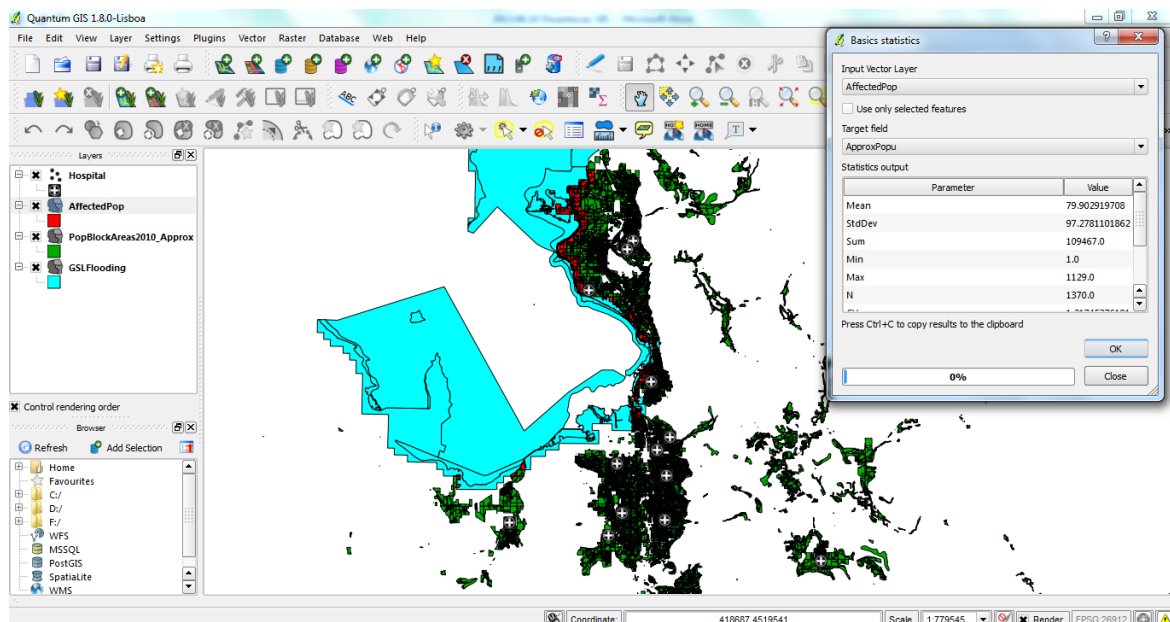 Quantum GIS 1.8.0-Lisboa
File Edit View Layer Settings Plugins Vector Raster Database Web Help
Layers
Hospital
AffectedPop
PopBlockAreas2010_Approx
GSLFlooding
Control rendering order
Browser
Refresh Add Selection
Home
Favourites
C:/
D:/
F:/
WFS
MSSQL
PostGIS
SpatiaLite
WMS
Basics statistics
Input Vector Layer
AffectedPop
Use only selected features
Target field
ApproxPopu
Statistics output
Parameter Value
Mean 79.902919708
StdDev 97.2781101862
Sum 109467.0
Min 1.0
Max 1129.0
N 1370.0
Press Ctrl+C to copy results to the clipboard
OK
0% Close
Coordinate: 418687,4519541 Scale 1:779545 Render EPSG:26912